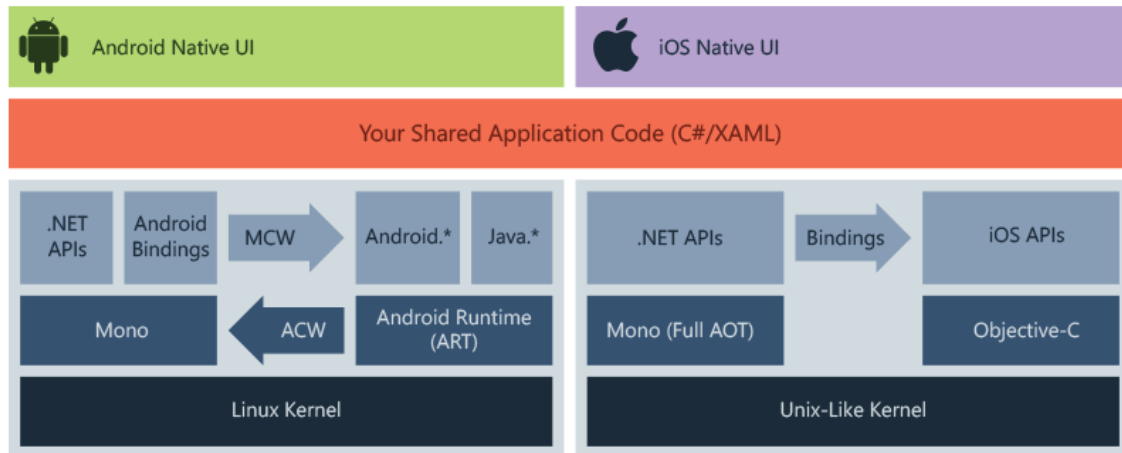 Android Native UI
iOS Native UI
Your Shared Application Code (C#/XAML)
.NET
APIs
Android
Bindings
MCW
Android.*
Java.*
Mono
ACW
Android Runtime
(ART)
Linux Kernel
.NET APIs
Bindings
iOS APIs
Mono (Full AOT)
Objective-C
Unix-Like Kernel